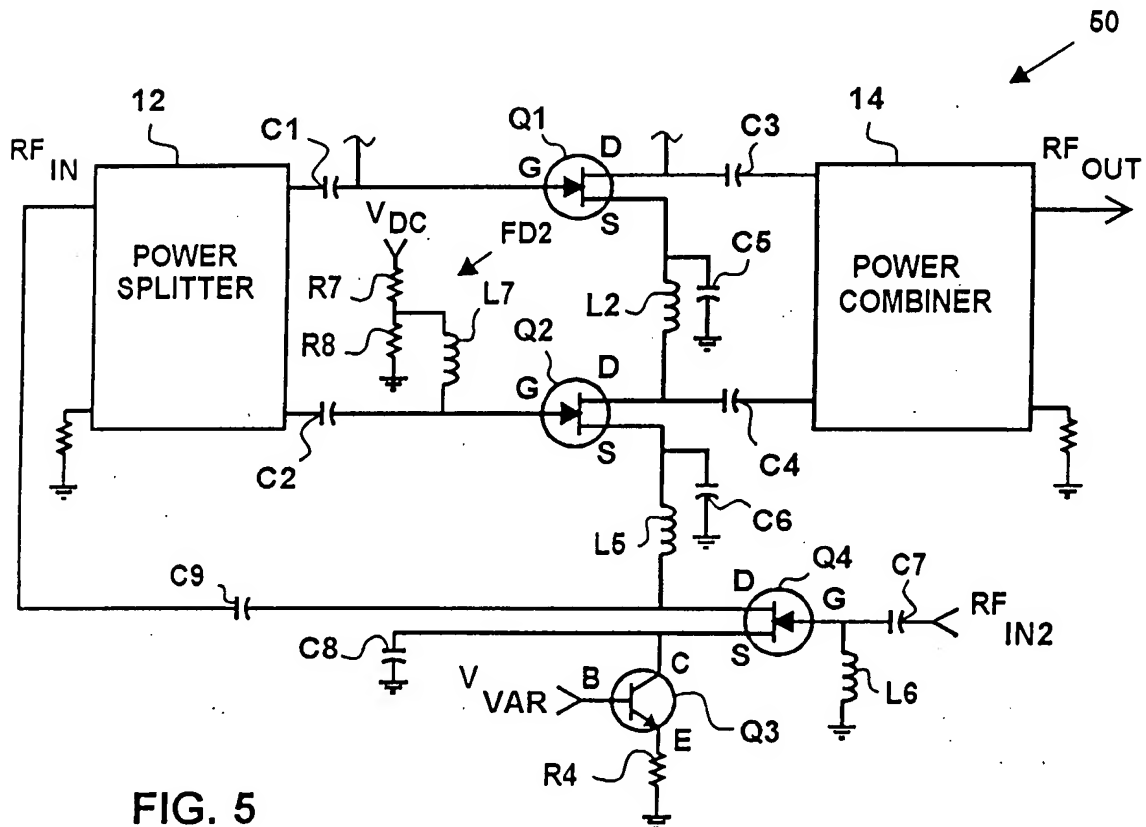 50
12
14
RF IN
C1
Q1
D
C3
RF OUT
G
S
V DC
FD2
C5
POWER SPLITTER
R7
L7
L2
POWER COMBINER
R8
Q2
D
G
S
C2
C4
C6
L5
Q4
C9
D
C7
G
RF IN2
C8
S
C
L6
V VAR
B
Q3
E
R4
FIG. 5